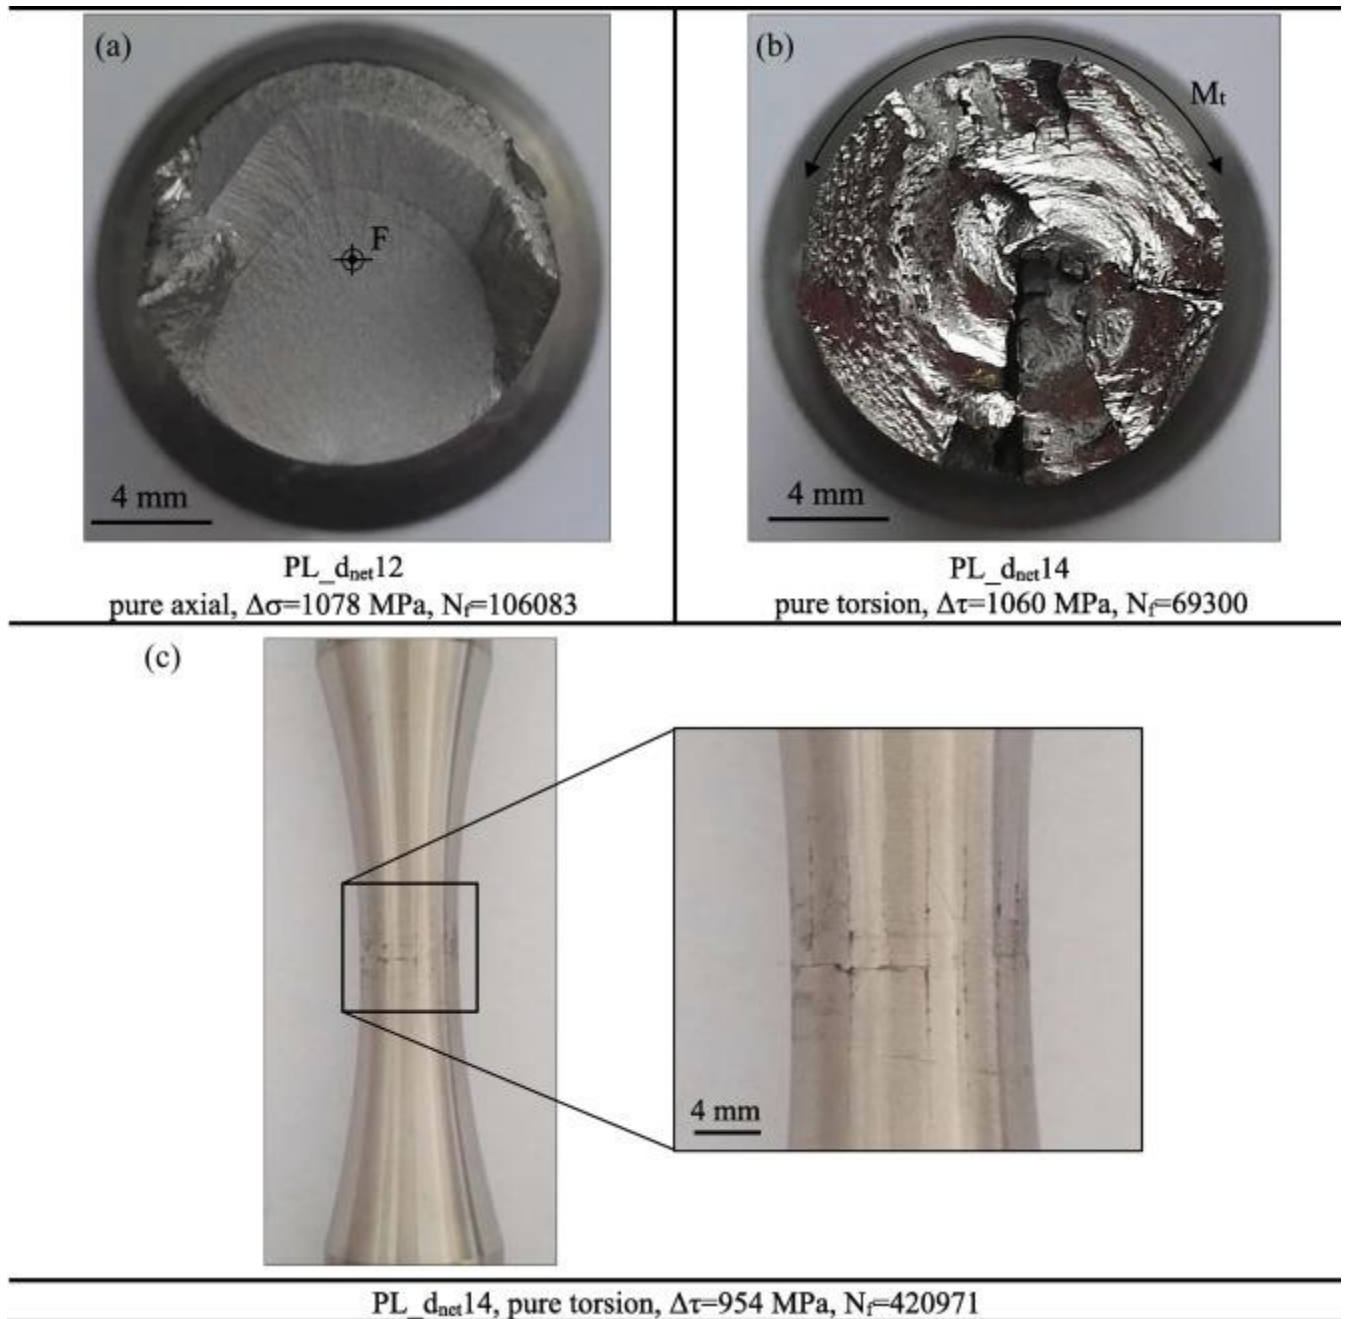 (a)
F
4 mm
PL_dnet12
pure axial, Δσ=1078 MPa, Nf=106083
(b)
Mt
4 mm
PL_dnet14
pure torsion, Δτ=1060 MPa, Nf=69300
(c)
4 mm
PL_dnet14, pure torsion, Δτ=954 MPa, Nf=420971